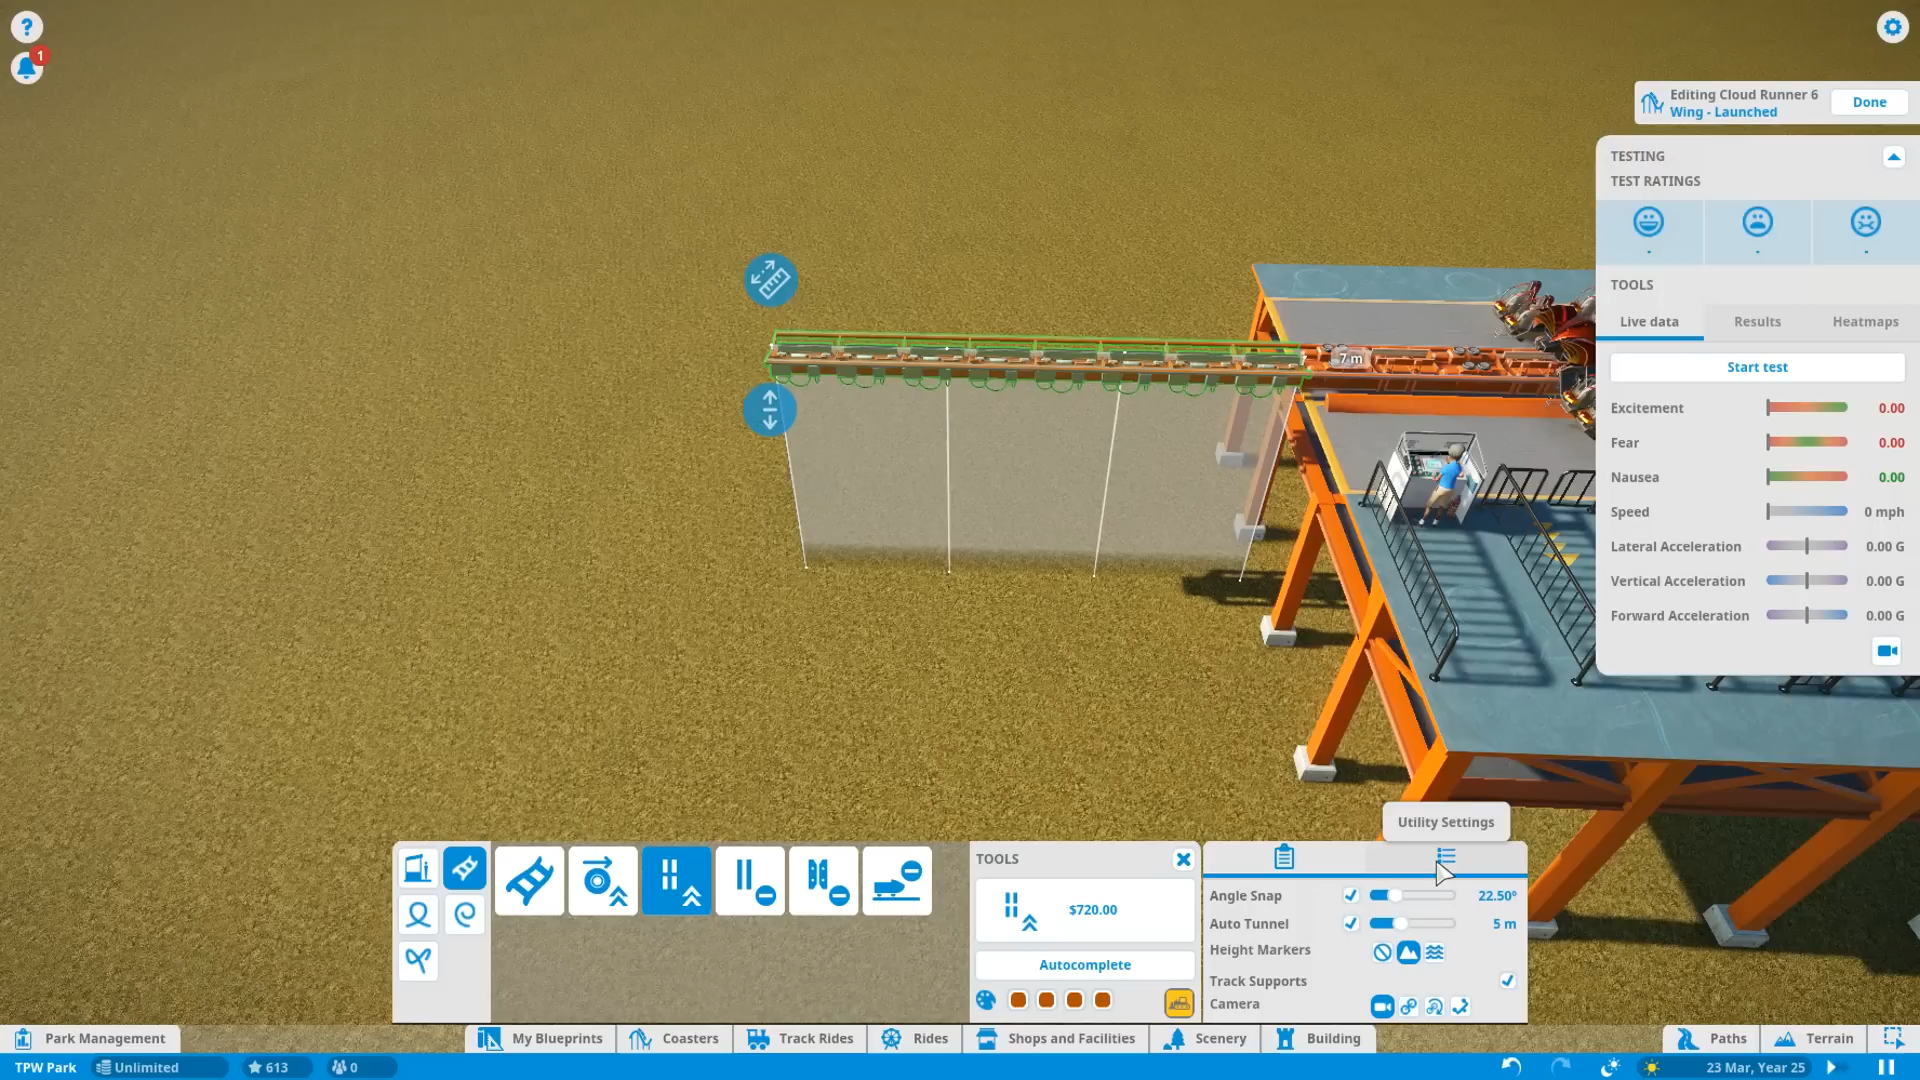 ?
1
Editing Cloud Runner 6
Wing - Launched
Done
TESTING
TEST RATINGS
- - -
TOOLS
Live data Results Heatmaps
Start test
Excitement 0.00
Fear 0.00
Nausea 0.00
Speed 0 mph
Lateral Acceleration 0.00 G
Vertical Acceleration 0.00 G
Forward Acceleration 0.00 G
7 m
Utility Settings
TOOLS
$720.00
Autocomplete
Angle Snap 22.50°
Auto Tunnel 5 m
Height Markers
Track Supports
Camera
Park Management My Blueprints Coasters Track Rides Rides Shops and Facilities Scenery Building Paths Terrain
TPW Park Unlimited 613 0 23 Mar, Year 25